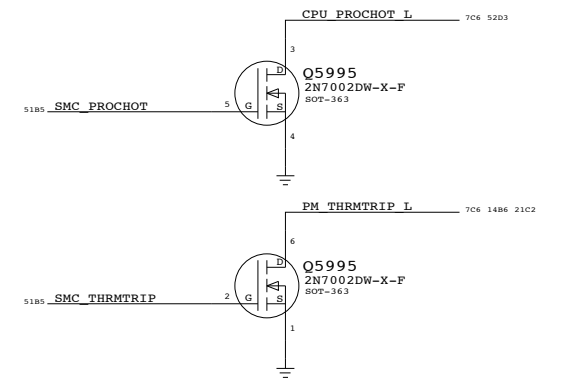 CPU_PROCHOT_L 7C6 52D3
3
D
Q5995
2N7002DW-X-F
SOT-363
51B5 SMC_PROCHOT 5 G S
4
PM_THRMTRIP_L 7C6 14B6 21C2
6
D
Q5995
2N7002DW-X-F
SOT-363
51B5 SMC_THRMTRIP 2 G S
1